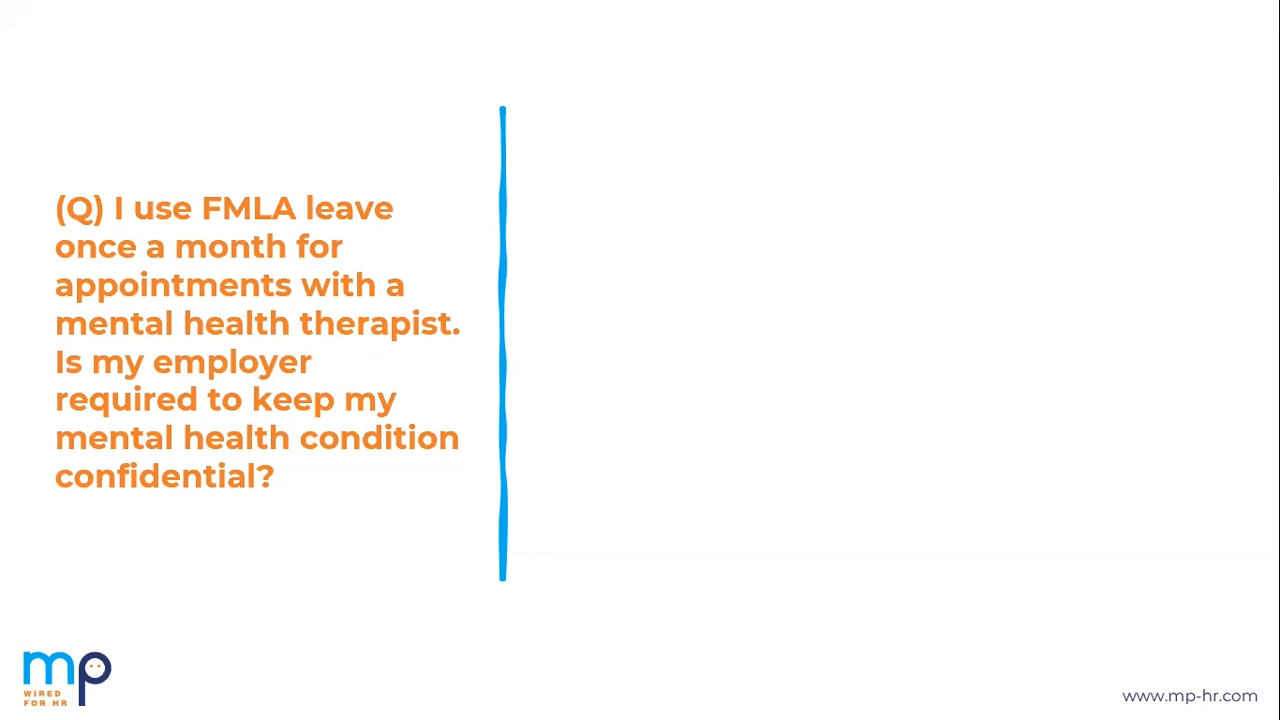 (Q) I use FMLA leave
once a month for
appointments with a
mental health therapist.
Is my employer
required to keep my
mental health condition
confidential?
mp
WIRED
FOR HR
www.mp-hr.com